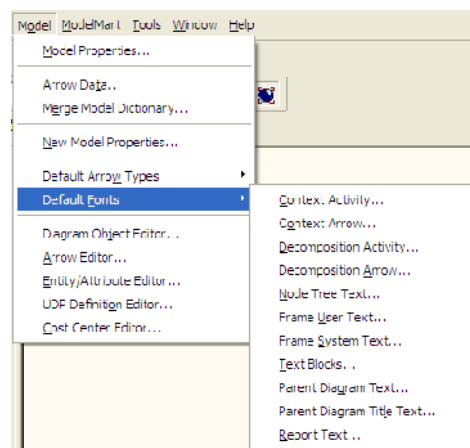 Model ModelMart Tools Window Help
Model Properties...
Arrow Data...
Merge Model Dictionary...
New Model Properties...
Default Arrow Types
Default Fonts
Diagram Object Editor...
Arrow Editor...
Entity/Attribute Editor...
UDP Definition Editor...
Cost Center Editor...
Context Activity...
Context Arrow...
Decomposition Activity...
Decomposition Arrow...
Node Tree Text...
Frame User Text...
Frame System Text...
Text Blocks...
Parent Diagram Text...
Parent Diagram Title Text...
Report Text...